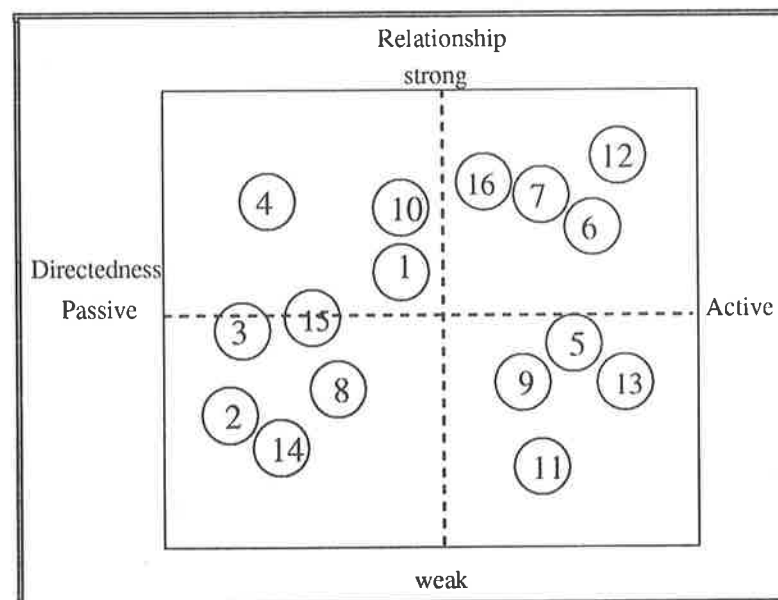 Relationship
strong
12
16 7
4 10 6
1
Directedness
Passive 3 15 Active
5
8 9 13
2
14 11
weak